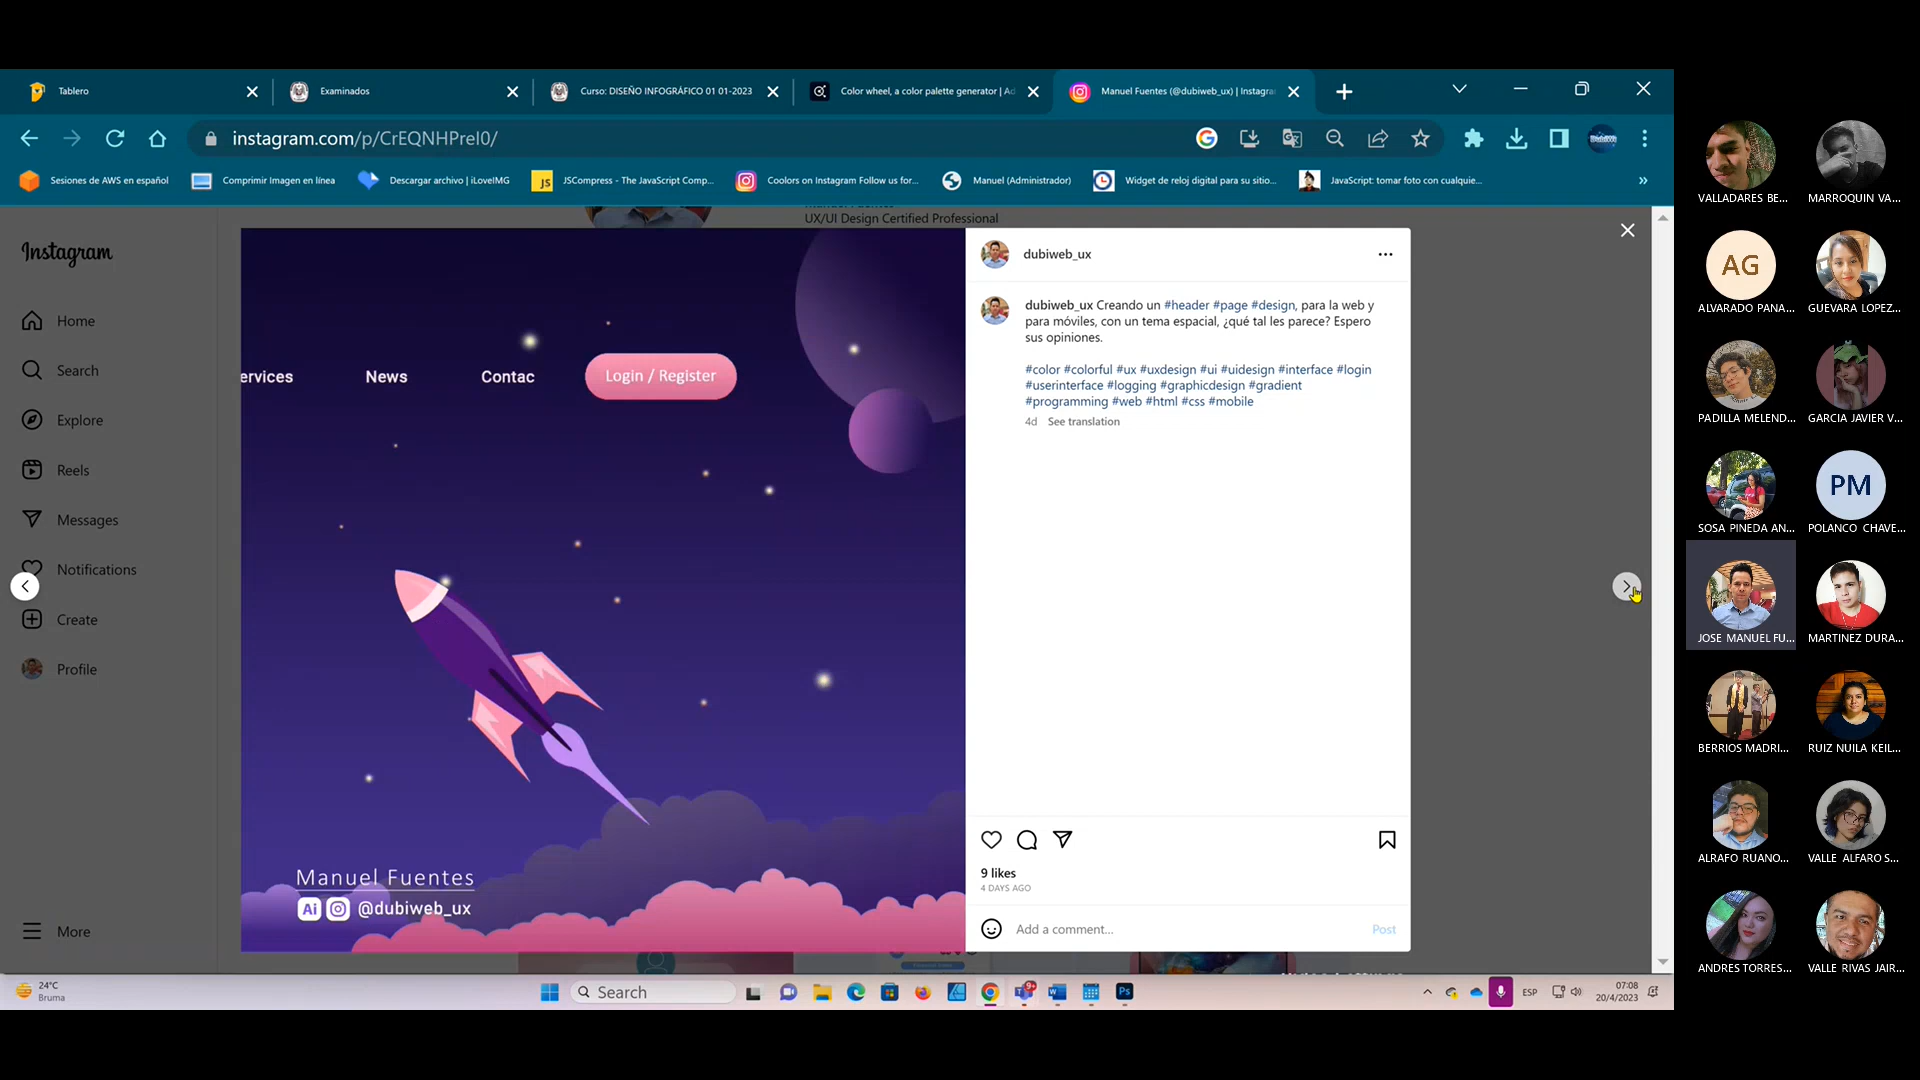 Tablero
Examinados
Curso: DISEÑO INFOGRÁFICO 01 01-2023
Color wheel, a color palette generator | Ad
Manuel Fuentes (@dubiweb_ux) | Instagra
instagram.com/p/CrEQNHPrel0/
Sesiones de AWS en español
Comprimir Imagen en línea
Descargar archivo | iLoveIMG
JS
JSCompress - The JavaScript Comp...
Coolors on Instagram Follow us for...
Manuel (Administrador)
Widget de reloj digital para su sitio...
JavaScript: tomar foto con cualquie...
»
UX/UI Design Certified Professional
Instagram
Home
Search
Explore
Reels
Messages
Notifications
Create
Profile
More
ervices
News
Contac
Login / Register
Manuel Fuentes
Ai
@dubiweb_ux
dubiweb_ux
dubiweb_ux Creando un #header #page #design, para la web y
para móviles, con un tema espacial, ¿qué tal les parece? Espero
sus opiniones.
#color #colorful #ux #uxdesign #ui #uidesign #interface #login
#userinterface #logging #graphicdesign #gradient
#programming #web #html #css #mobile
4d See translation
9 likes
4 DAYS AGO
Add a comment...
Post
24°C
Bruma
Search
9+
Ps
ESP
07:08
20/4/2023
VALLADARES BE...
MARROQUIN VA...
AG
ALVARADO PANA...
GUEVARA LOPEZ...
PADILLA MELEND...
GARCIA JAVIER V...
SOSA PINEDA AN...
PM
POLANCO CHAVE...
JOSE MANUEL FU...
MARTINEZ DURA...
BERRIOS MADRI...
RUIZ NUILA KEIL...
ALRAFO RUANO...
VALLE ALFARO S...
ANDRES TORRES...
VALLE RIVAS JAIR...